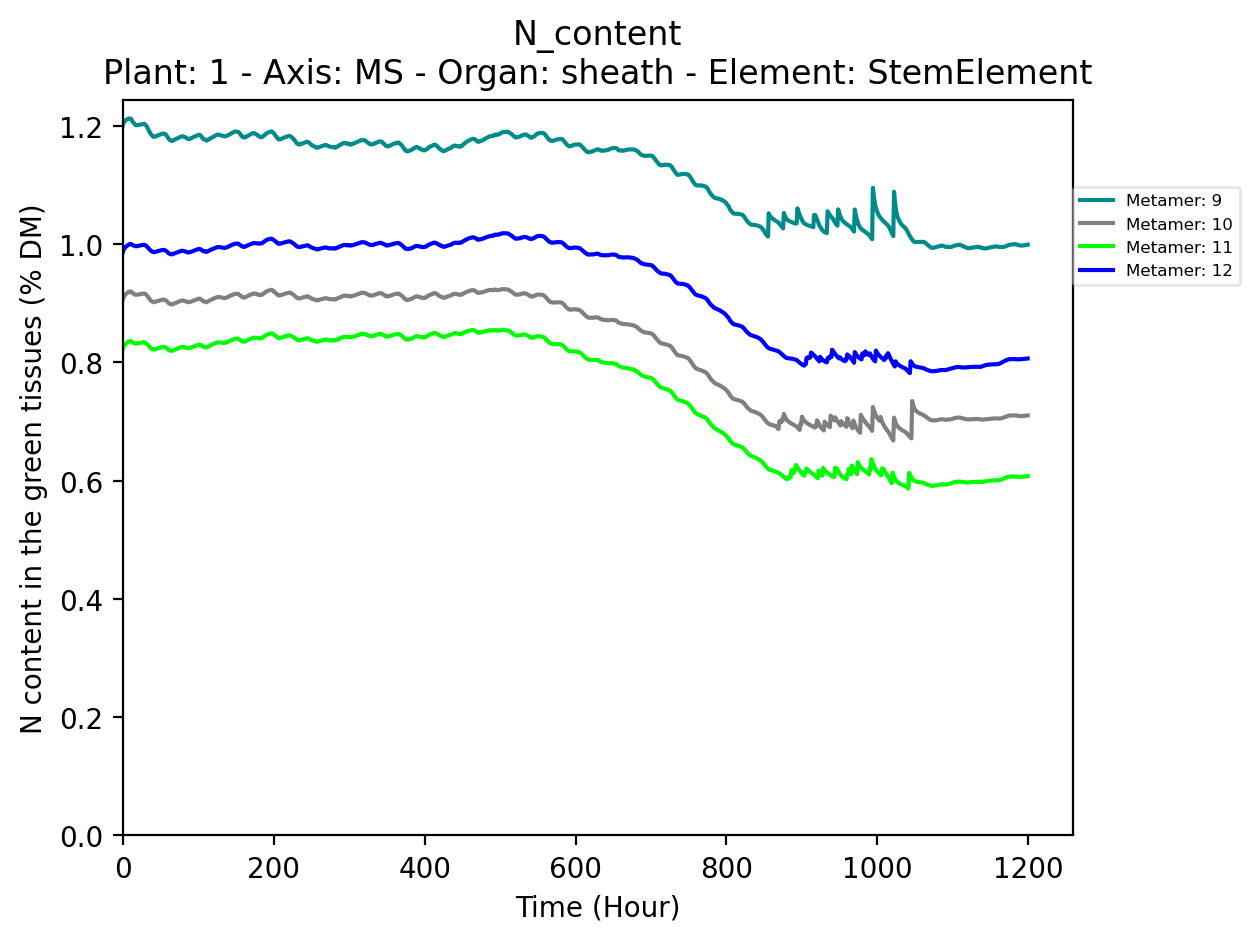 N_content
Plant: 1 - Axis: MS - Organ: sheath - Element: StemElement
N content in the green tissues (% DM)
1.2
1.0
0.8
0.6
0.4
0.2
0.0
0
200
400
600
800
1000
1200
Time (Hour)
Metamer: 9
Metamer: 10
Metamer: 11
Metamer: 12